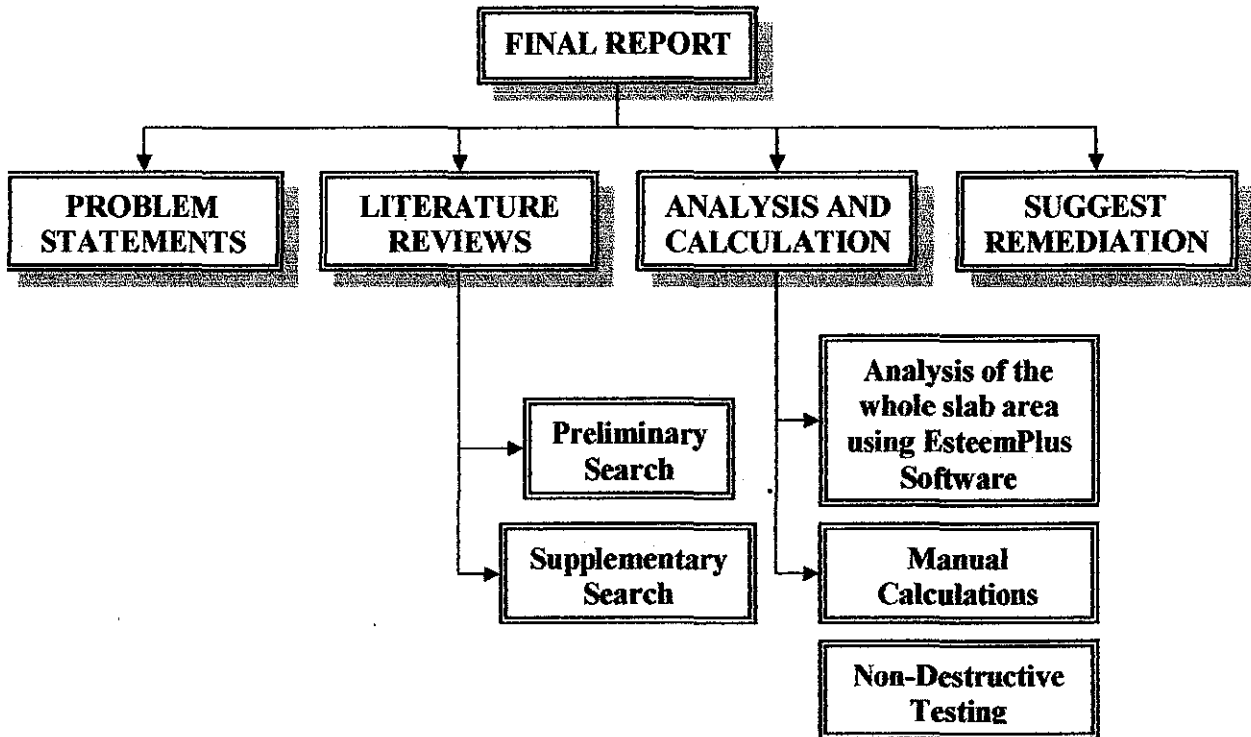 FINAL REPORT
PROBLEM
STATEMENTS
LITERATURE
REVIEWS
ANALYSIS AND
CALCULATION
SUGGEST
REMEDIATION
Preliminary
Search
Supplementary
Search
Analysis of the
whole slab area
using EsteemPlus
Software
Manual
Calculations
Non-Destructive
Testing